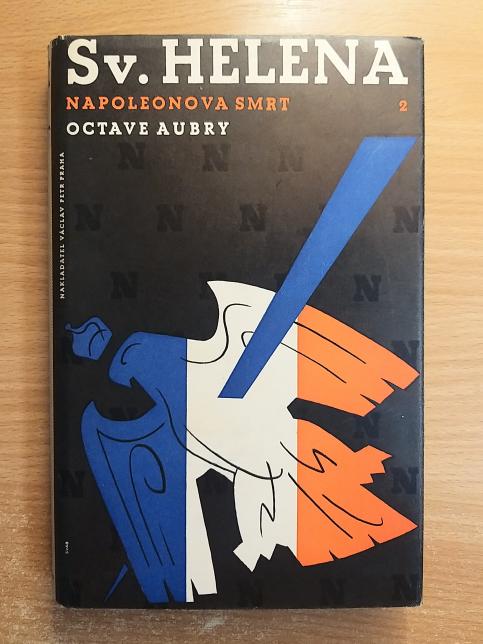 Sv. HELENA
NAPOLEONOVA SMRT 2
OCTAVE AUBRY
NAKLADATEL VÁCLAV PETR PRAHA
N
N N N N
N N
N
N
N
N
N